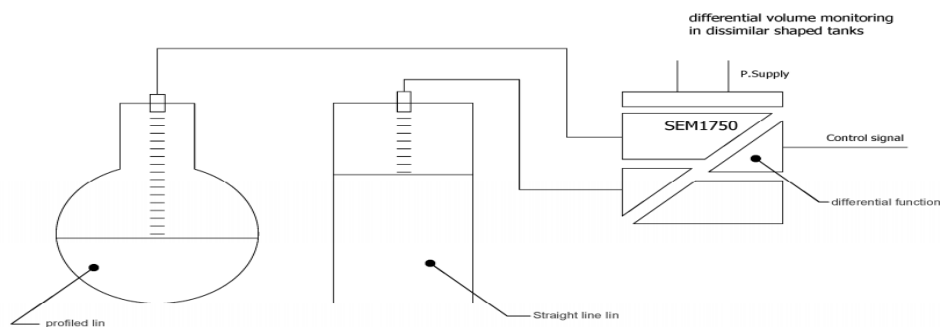 differential volume monitoring
in dissimilar shaped tanks
P.Supply
SEM1750
Control signal
differential function
Straight line lin
profiled lin